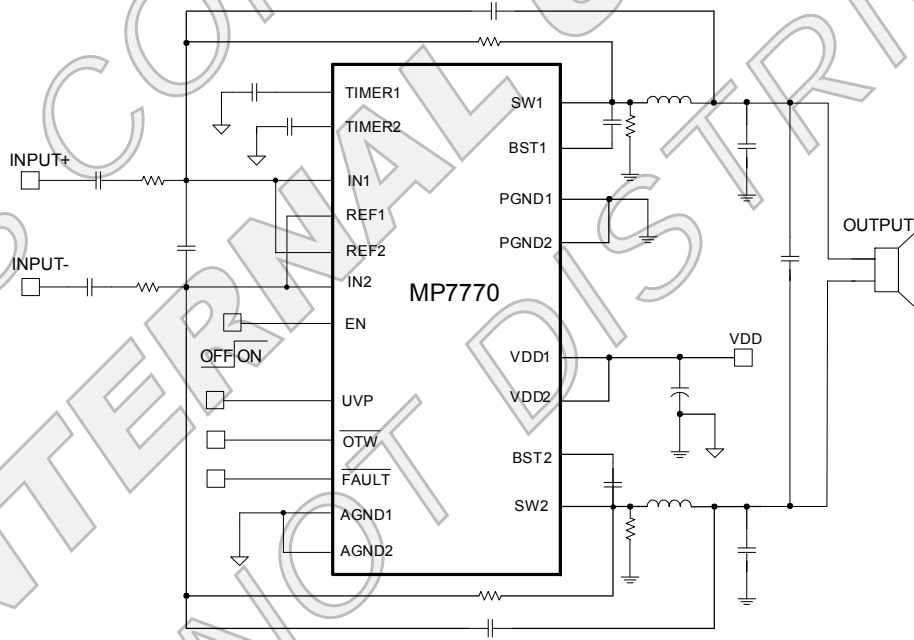 TIMER1
TIMER2
INPUT+
IN1
REF1
REF2
INPUT-
IN2
EN
OFF ON
UVP
OTW
FAULT
AGND1
AGND2
MP7770
SW1
BST1
PGND1
PGND2
VDD1
VDD2
BST2
SW2
VDD
OUTPUT